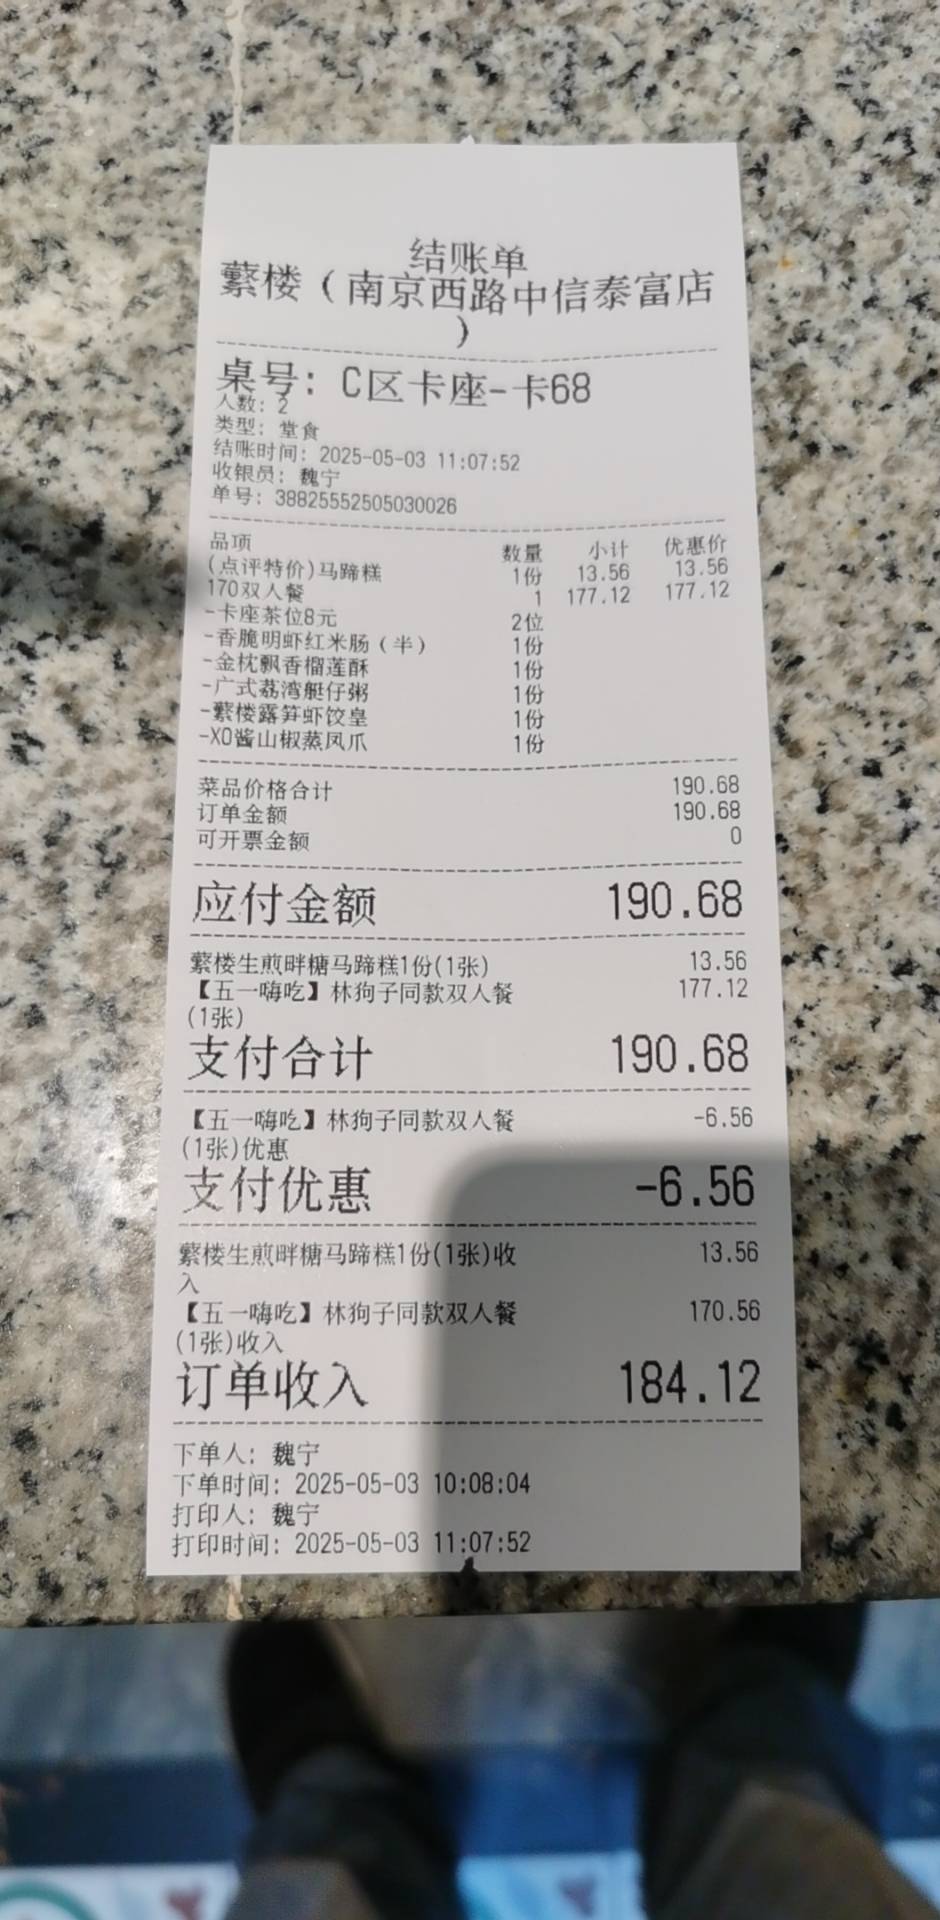 结账单
蘩楼（南京西路中信泰富店
）
桌号：C区卡座-卡68
人数：2
类型：堂食
结账时间：2025-05-03 11:07:52
收银员：魏宁
单号：38825552505030026
品项 数量 小计 优惠价
(点评特价)马蹄糕 1份 13.56 13.56
170双人餐 1 177.12 177.12
-卡座茶位8元 2位
-香脆明虾红米肠（半） 1份
-金枕飘香榴莲酥 1份
-广式荔湾艇仔粥 1份
-蘩楼露笋虾饺皇 1份
-XO酱山椒蒸凤爪 1份
菜品价格合计 190.68
订单金额 190.68
可开票金额 0
应付金额 190.68
蘩楼生煎畔糖马蹄糕1份(1张) 13.56
【五一嗨吃】林狗子同款双人餐 177.12
(1张)
支付合计 190.68
【五一嗨吃】林狗子同款双人餐 -6.56
(1张)优惠
支付优惠 -6.56
蘩楼生煎畔糖马蹄糕1份(1张)收 13.56
入
【五一嗨吃】林狗子同款双人餐 170.56
(1张)收入
订单收入 184.12
下单人：魏宁
下单时间：2025-05-03 10:08:04
打印人：魏宁
打印时间：2025-05-03 11:07:52